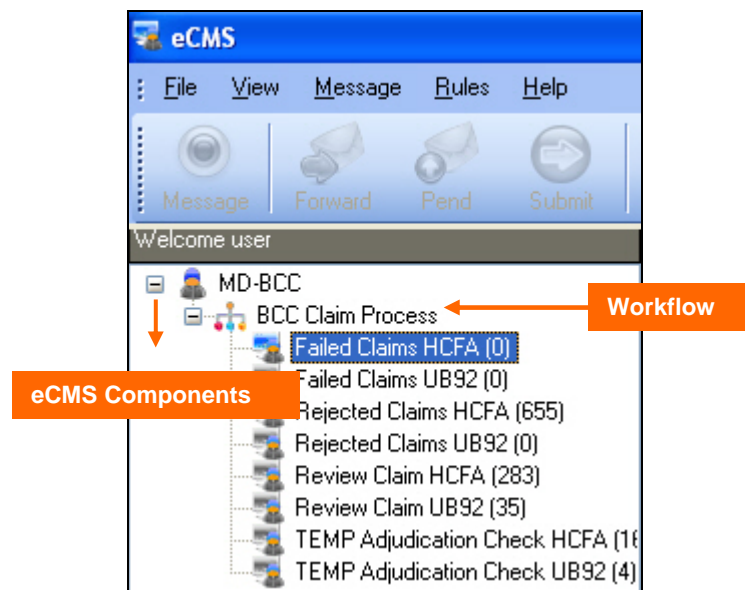 eCMS
File View Message Rules Help
Message Forward Pend Submit
Welcome user
MD-BCC
BCC Claim Process
Workflow
Failed Claims HCFA (0)
Failed Claims UB92 (0)
eCMS Components
Rejected Claims HCFA (655)
Rejected Claims UB92 (0)
Review Claim HCFA (283)
Review Claim UB92 (35)
TEMP Adjudication Check HCFA (16
TEMP Adjudication Check UB92 (4)